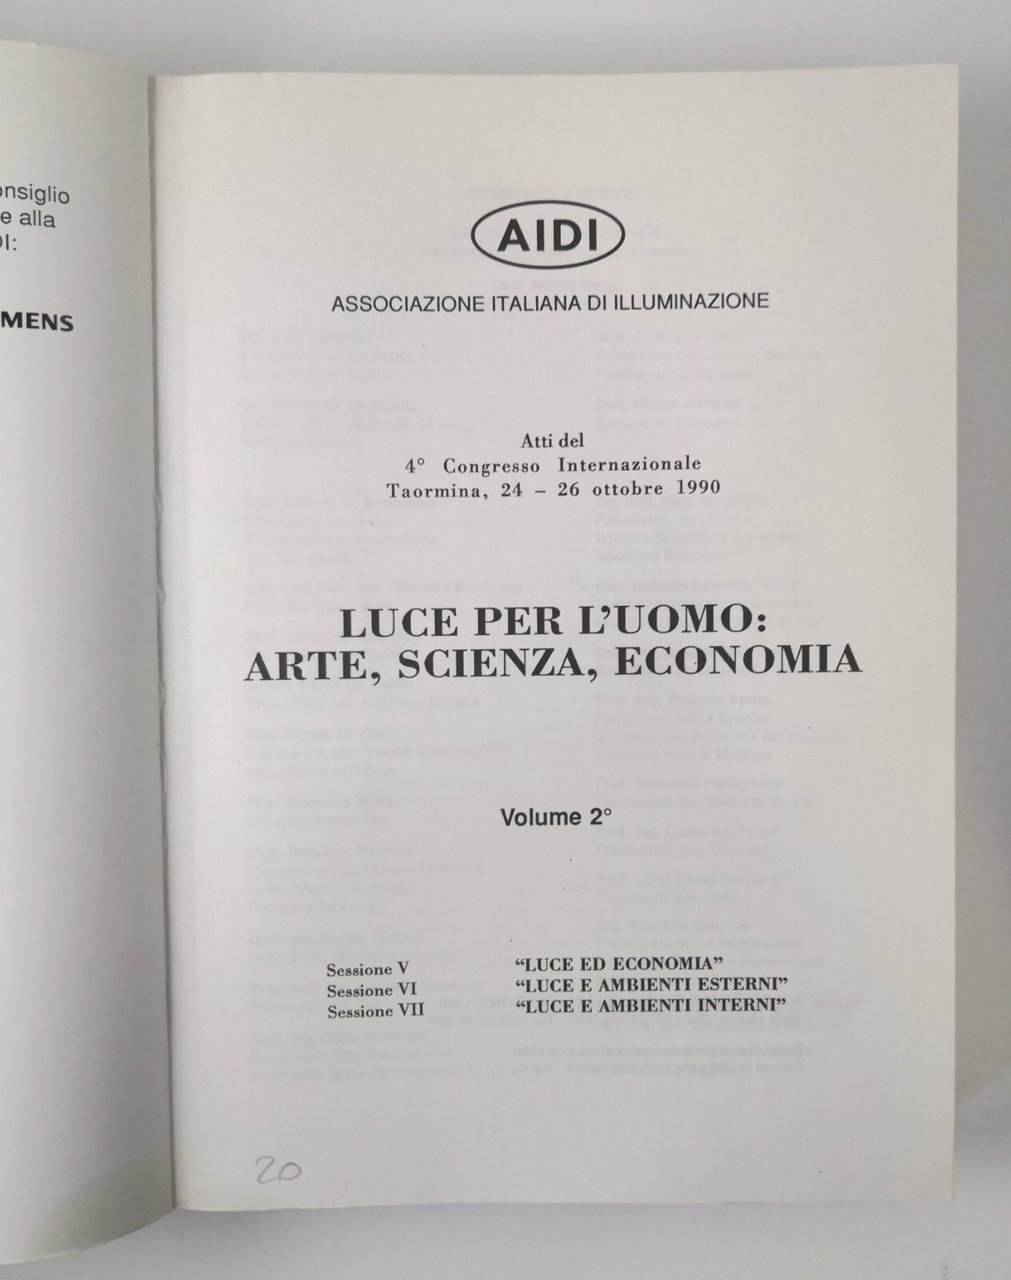 onsiglio
e alla
DI:
MENS
AIDI
ASSOCIAZIONE ITALIANA DI ILLUMINAZIONE
Atti del
4° Congresso Internazionale
Taormina, 24 – 26 ottobre 1990
LUCE PER L’UOMO:
ARTE, SCIENZA, ECONOMIA
Volume 2°
Sessione V “LUCE ED ECONOMIA”
Sessione VI “LUCE E AMBIENTI ESTERNI”
Sessione VII “LUCE E AMBIENTI INTERNI”
20